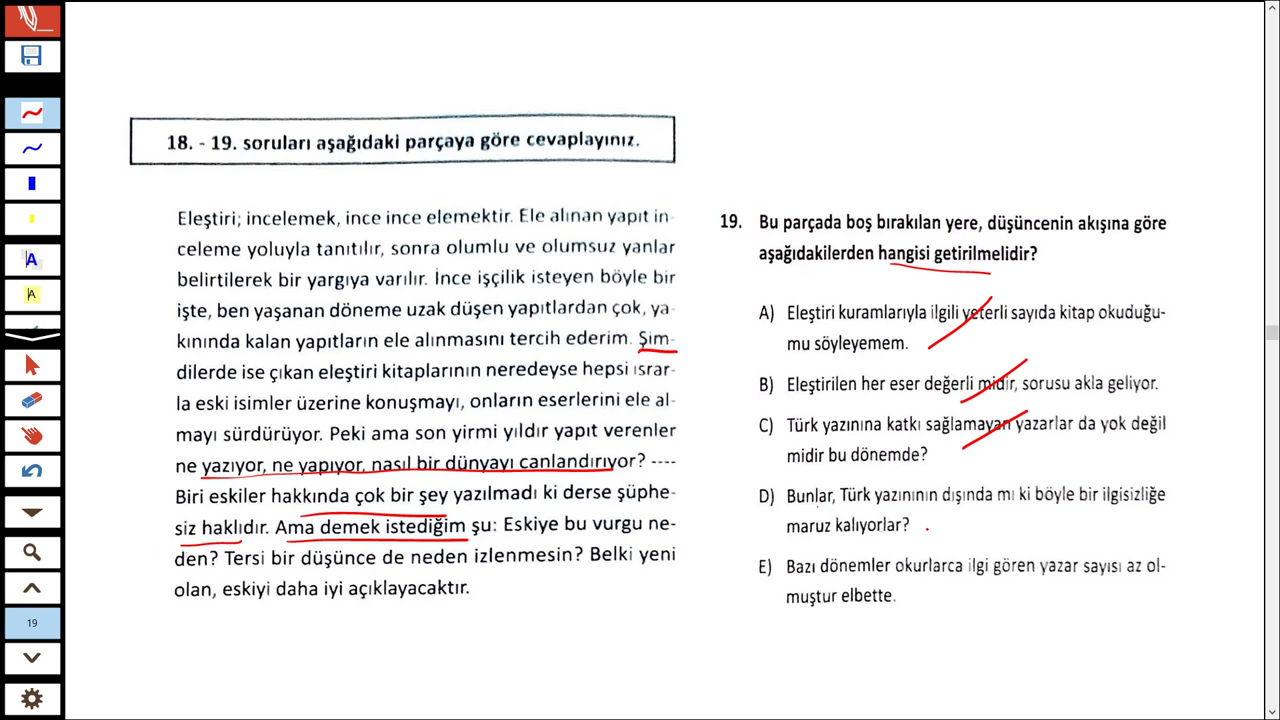 18. - 19. soruları aşağıdaki parçaya göre cevaplayınız.
Eleştiri; incelemek, ince ince elemektir. Ele alınan yapıt in-
celeme yoluyla tanıtılır, sonra olumlu ve olumsuz yanlar
belirtilerek bir yargıya varılır. İnce işçilik isteyen böyle bir
işte, ben yaşanan döneme uzak düşen yapıtlardan çok, ya-
kınında kalan yapıtların ele alınmasını tercih ederim. Şim-
dilerde ise çıkan eleştiri kitaplarının neredeyse hepsi ısrar-
la eski isimler üzerine konuşmayı, onların eserlerini ele al-
mayı sürdürüyor. Peki ama son yirmi yıldır yapıt verenler
ne yazıyor, ne yapıyor, nasıl bir dünyayı canlandırıyor? ----
Biri eskiler hakkında çok bir şey yazılmadı ki derse şüphe-
siz haklıdır. Ama demek istediğim şu: Eskiye bu vurgu ne-
den? Tersi bir düşünce de neden izlenmesin? Belki yeni
olan, eskiyi daha iyi açıklayacaktır.
19. Bu parçada boş bırakılan yere, düşüncenin akışına göre
aşağıdakilerden hangisi getirilmelidir?
A) Eleştiri kuramlarıyla ilgili yeterli sayıda kitap okuduğu-
mu söyleyemem.
B) Eleştirilen her eser değerli midir, sorusu akla geliyor.
C) Türk yazınına katkı sağlamayan yazarlar da yok değil
midir bu dönemde?
D) Bunlar, Türk yazınının dışında mı ki böyle bir ilgisizliğe
maruz kalıyorlar?
E) Bazı dönemler okurlarca ilgi gören yazar sayısı az ol-
muştur elbette.
A
A
19